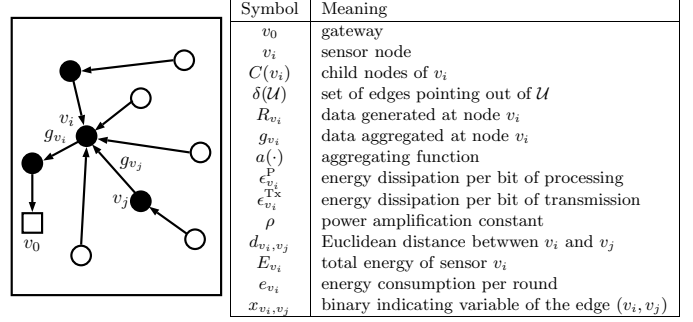 v_i
g_{v_i}
g_{v_j}
v_j
v_0
Symbol Meaning
v_0 gateway
v_i sensor node
C(v_i) child nodes of v_i
δ(𝒰) set of edges pointing out of 𝒰
R_{v_i} data generated at node v_i
g_{v_i} data aggregated at node v_i
a(·) aggregating function
ϵ^P_{v_i} energy dissipation per bit of processing
ϵ^{Tx}_{v_i} energy dissipation per bit of transmission
ρ power amplification constant
d_{v_i,v_j} Euclidean distance betwwen v_i and v_j
E_{v_i} total energy of sensor v_i
e_{v_i} energy consumption per round
x_{v_i,v_j} binary indicating variable of the edge (v_i, v_j)